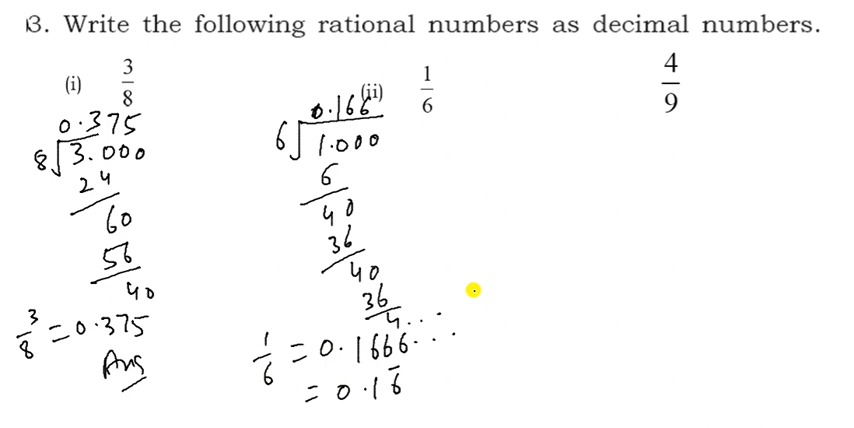 3. Write the following rational numbers as decimal numbers.
(i) 3/8
0.375
8 3.000
24
60
56
40
3/8 = 0.375
Ans
(ii) 1/6
0.166
6 1.000
6
40
36
40
36
4...
1/6 = 0.1666...
= 0.16̅
4/9